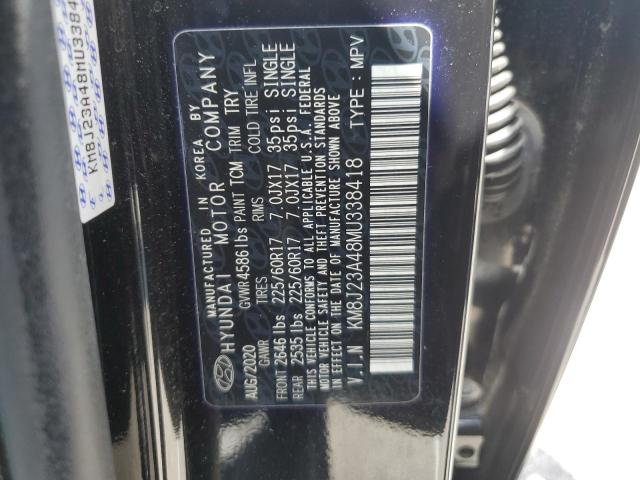 KM8J23A48MU33841
MANUFACTURED IN KOREA BY
HYUNDAI MOTOR COMPANY
AUG/2020 GVWR4586lbs PAINT TCM TRIM TRY
GAWR TIRES RIMS COLD TIRE INFL
FRONT 2646 lbs 225/60R17 7.0JX17 35psi SINGLE
REAR 2535 lbs 225/60R17 7.0JX17 35psi SINGLE
THIS VEHICLE CONFORMS TO ALL APPLICABLE U.S.A. FEDERAL
MOTOR VEHICLE SAFETY AND THEFT PREVENTION STANDARDS
IN EFFECT ON THE DATE OF MANUFACTURE SHOWN ABOVE.
V.I.N KM8J23A48MU338418 TYPE : MPV